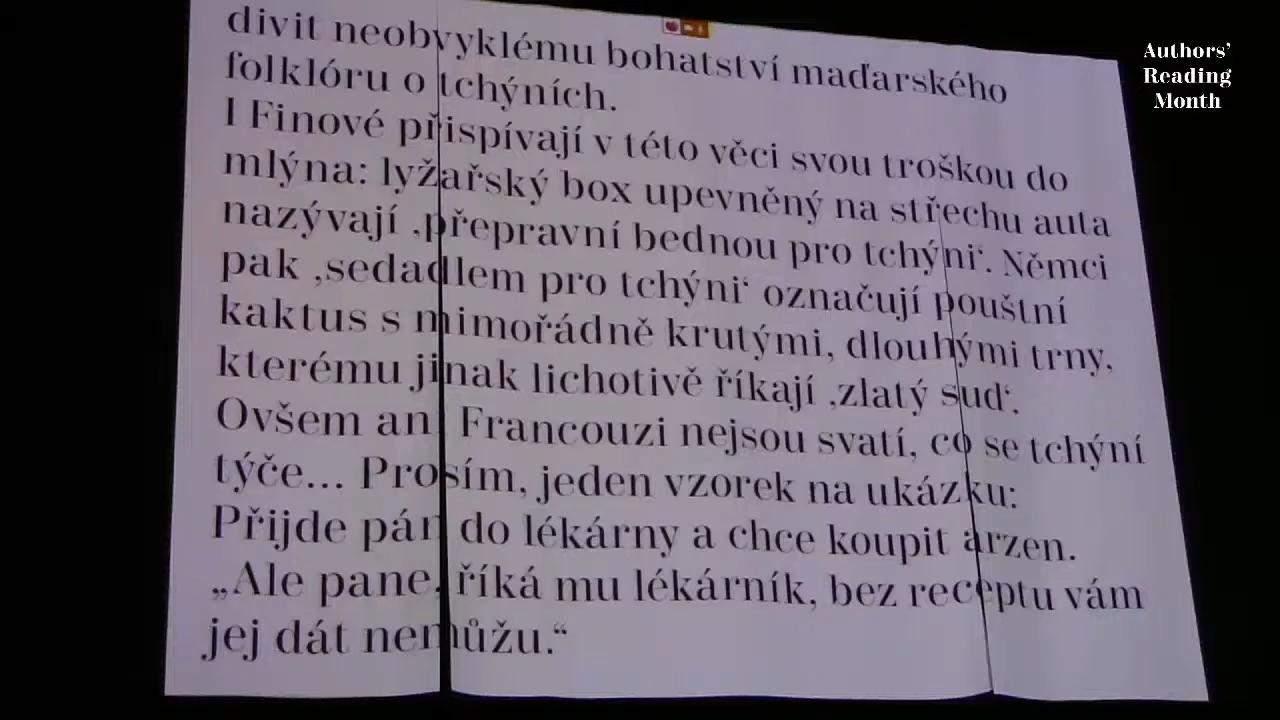 divit neobvyklému bohatství maďarského
folklóru o tchýních.
I Finové přispívají v této věci svou troškou do
mlýna: lyžařský box upevněný na střechu auta
nazývají ‚přepravní bednou pro tchýni‘. Němci
pak ‚sedadlem pro tchýni‘ označují pouštní
kaktus s mimořádně krutými, dlouhými trny,
kterému jinak lichotivě říkají ‚zlatý sud‘.
Ovšem ani Francouzi nejsou svatí, co se tchýní
týče... Prosím, jeden vzorek na ukázku:
Přijde pán do lékárny a chce koupit arzen.
„Ale pane, říká mu lékárník, bez receptu vám
jej dát nemůžu.“
Authors’
Reading
Month